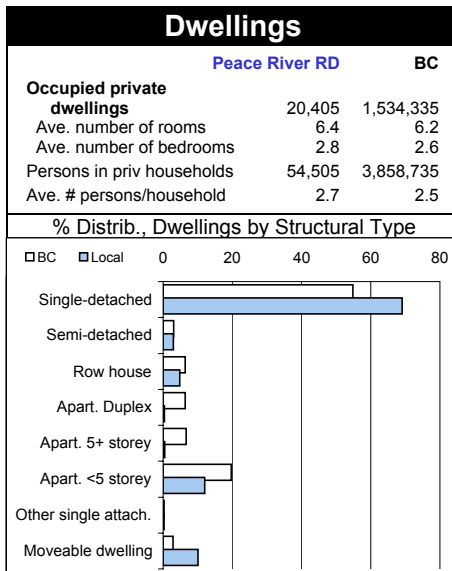 Dwellings
Peace River RD BC
Occupied private
dwellings 20,405 1,534,335
Ave. number of rooms 6.4 6.2
Ave. number of bedrooms 2.8 2.6
Persons in priv households 54,505 3,858,735
Ave. # persons/household 2.7 2.5
% Distrib., Dwellings by Structural Type
BC Local 0 20 40 60 80
Single-detached
Semi-detached
Row house
Apart. Duplex
Apart. 5+ storey
Apart. <5 storey
Other single attach.
Moveable dwelling